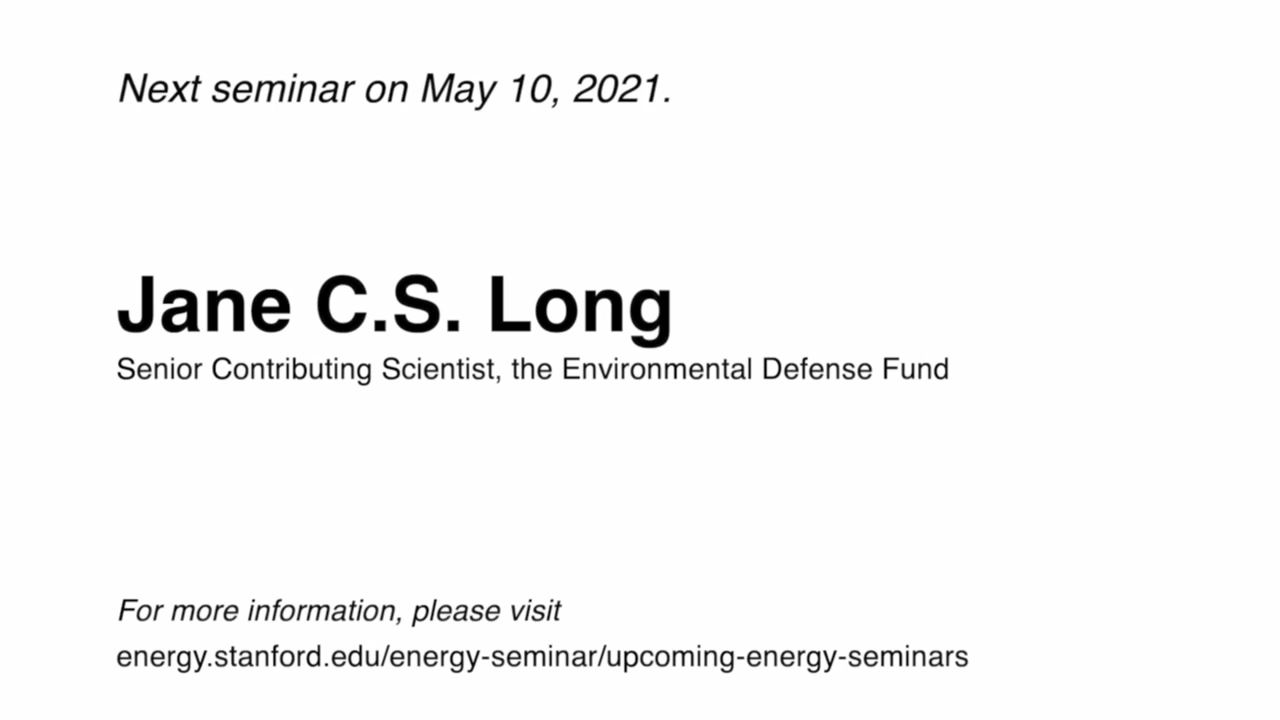 Next seminar on May 10, 2021.
Jane C.S. Long
Senior Contributing Scientist, the Environmental Defense Fund
For more information, please visit
energy.stanford.edu/energy-seminar/upcoming-energy-seminars